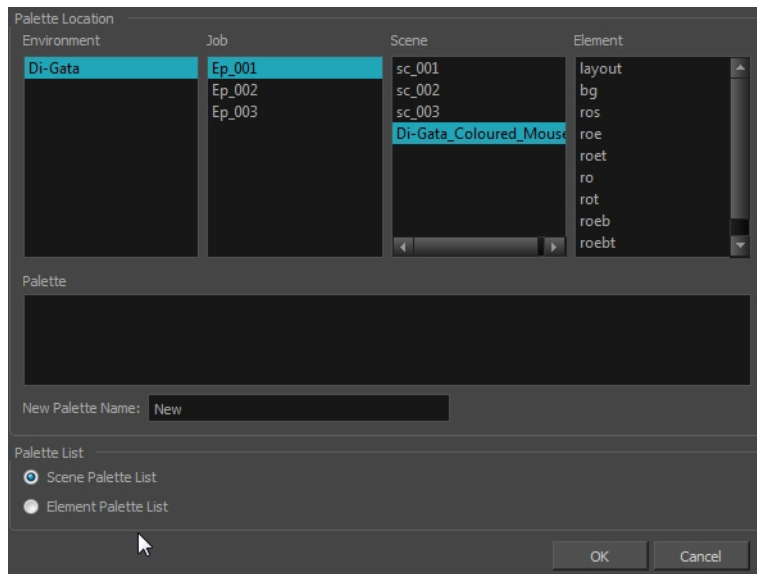 Palette Location
Environment
Job
Scene
Element
Di-Gata
Ep_001
Ep_002
Ep_003
sc_001
sc_002
sc_003
Di-Gata_Coloured_Mouse
layout
bg
ros
roe
roet
ro
rot
roeb
roebt
Palette
New Palette Name: New
Palette List
Scene Palette List
Element Palette List
OK
Cancel